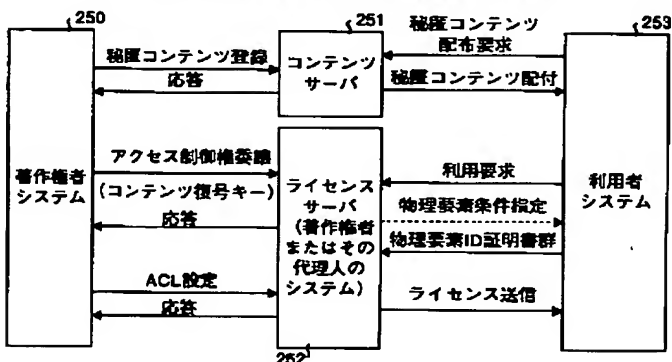 250
251
253
秘匿コンテンツ登録
応答
コンテンツ
サーバ
秘匿コンテンツ
配布要求
秘匿コンテンツ配付
著作権者
システム
アクセス制御権委譲
(コンテンツ復号キー)
応答
ACL設定
応答
ライセンス
サーバ
(著作権者
またはその
代理人の
システム)
利用要求
物理要素条件指定
物理要素ID証明書群
ライセンス送信
利用者
システム
252